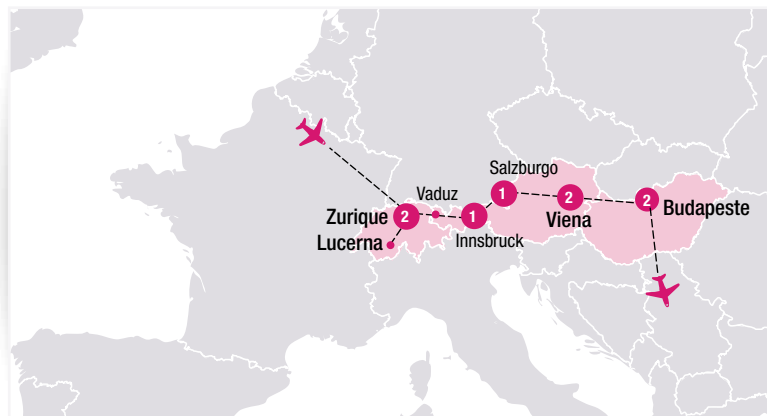 Salzburgo
1
Vaduz
2
2
Budapeste
Zurique
2
1
Viena
Lucerna
Innsbruck